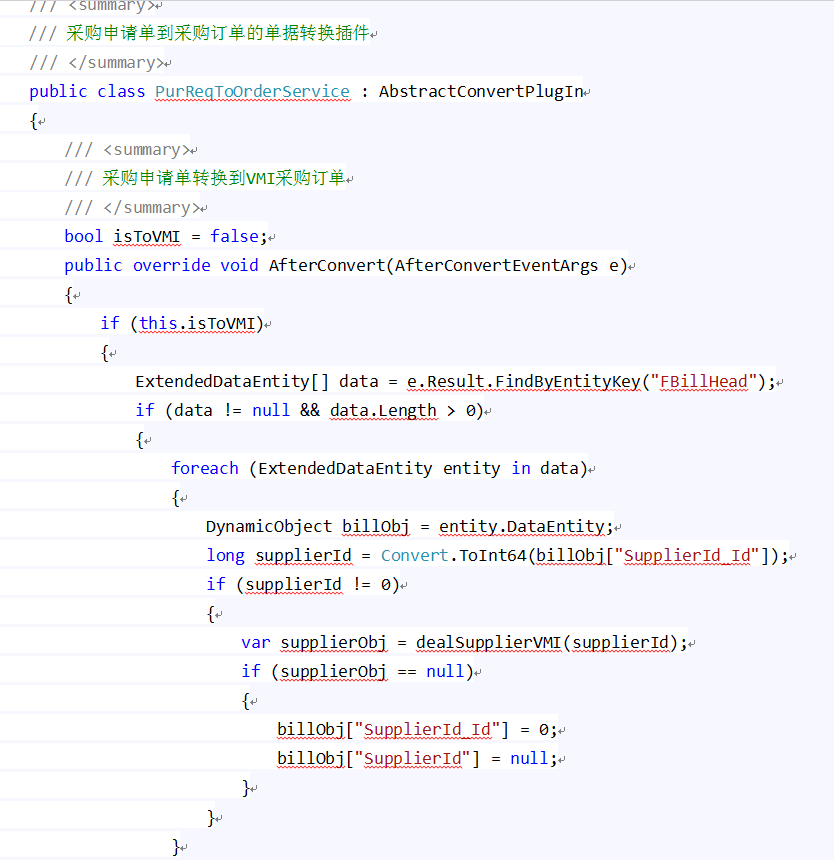 /// <summary>
/// 采购申请单到采购订单的单据转换插件
/// </summary>
public class PurReqToOrderService : AbstractConvertPlugIn
{
/// <summary>
/// 采购申请单转换到VMI采购订单
/// </summary>
bool isToVMI = false;
public override void AfterConvert(AfterConvertEventArgs e)
{
if (this.isToVMI)
{
ExtendedDataEntity[] data = e.Result.FindByEntityKey("FBillHead");
if (data != null && data.Length > 0)
{
foreach (ExtendedDataEntity entity in data)
{
DynamicObject billObj = entity.DataEntity;
long supplierId = Convert.ToInt64(billObj["SupplierId_Id"]);
if (supplierId != 0)
{
var supplierObj = dealSupplierVMI(supplierId);
if (supplierObj == null)
{
billObj["SupplierId_Id"] = 0;
billObj["SupplierId"] = null;
}
}
}